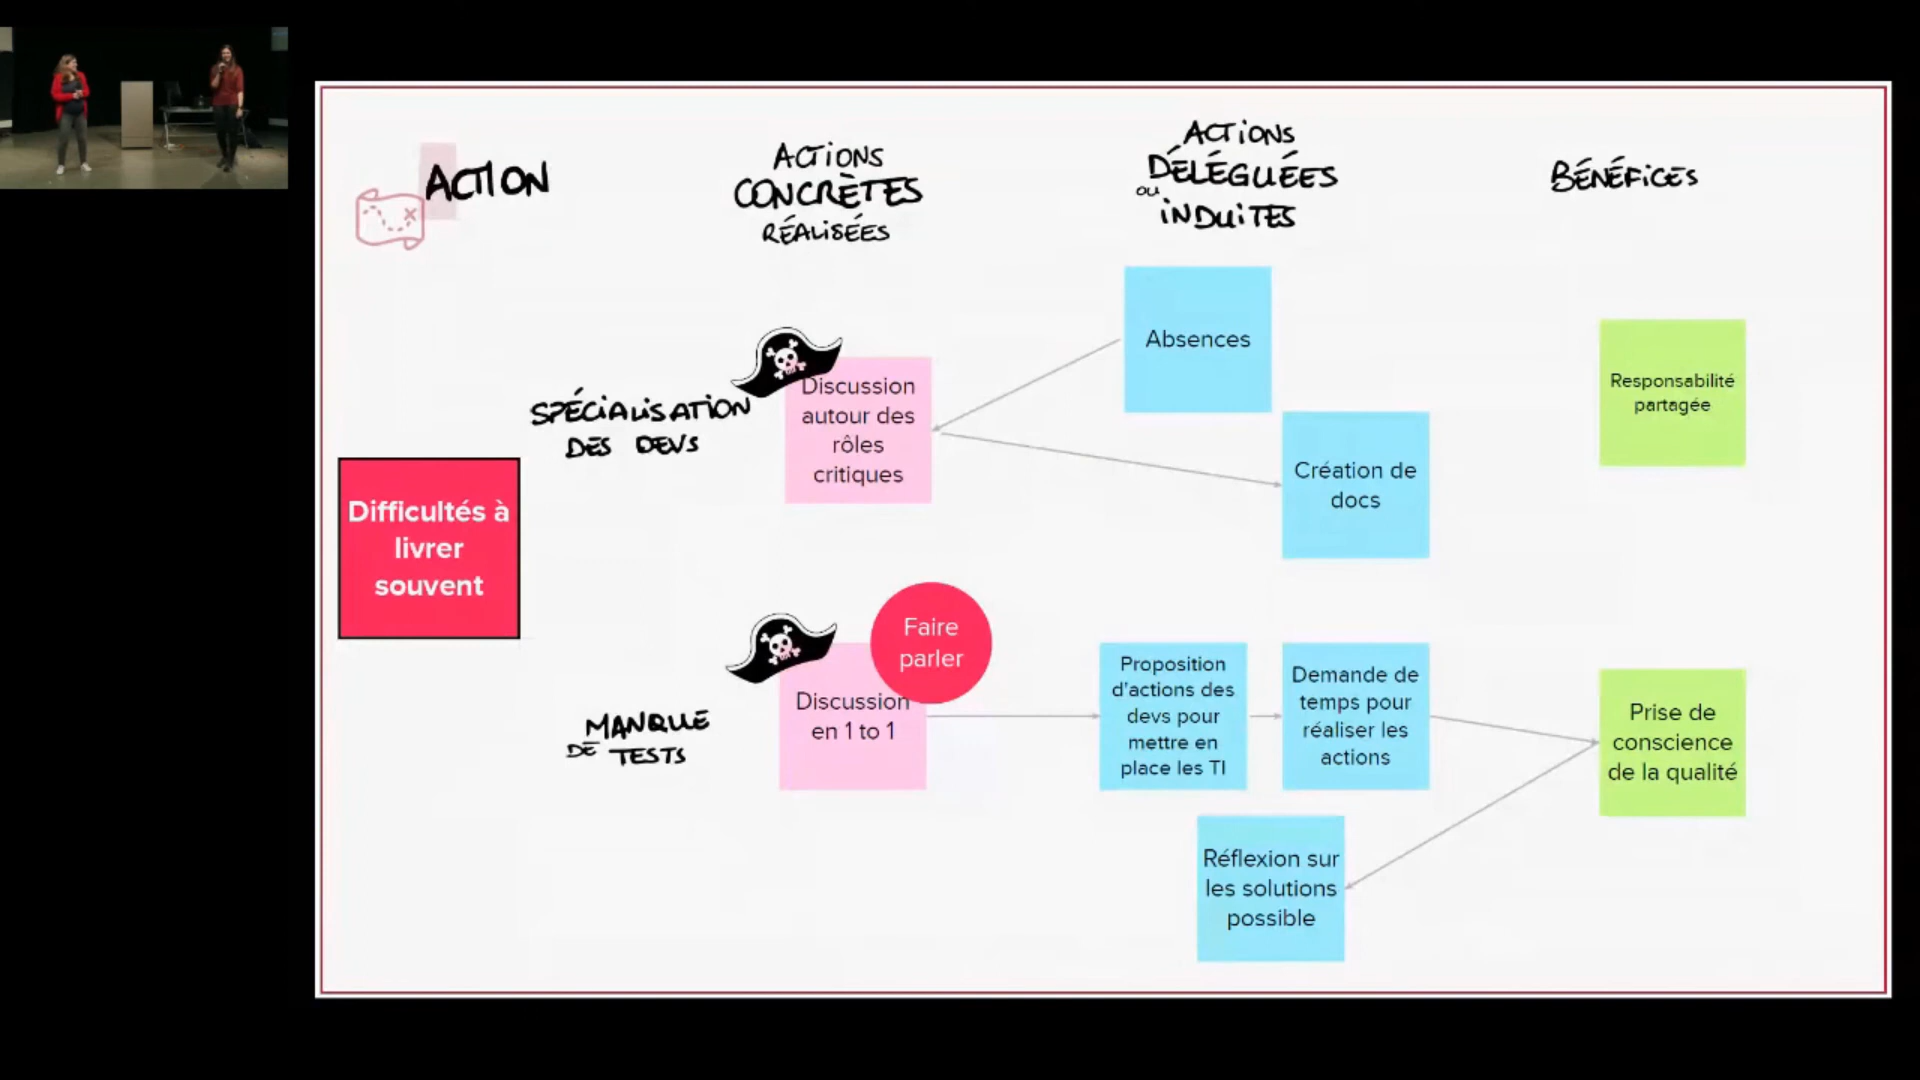 ACTION
ACTIONS
CONCRÈTES
RÉALISÉES
ACTIONS
DÉLÉGUÉES
OU
INDUITES
BÉNÉFICES
SPÉCIALISATION
DES DEVS
Discussion
autour des
rôles
critiques
Absences
Création de
docs
Responsabilité
partagée
Difficultés à
livrer
souvent
MANQUE
DE TESTS
Faire
parler
Discussion
en 1 to 1
Proposition
d'actions des
devs pour
mettre en
place les TI
Demande de
temps pour
réaliser les
actions
Prise de
conscience
de la qualité
Réflexion sur
les solutions
possible